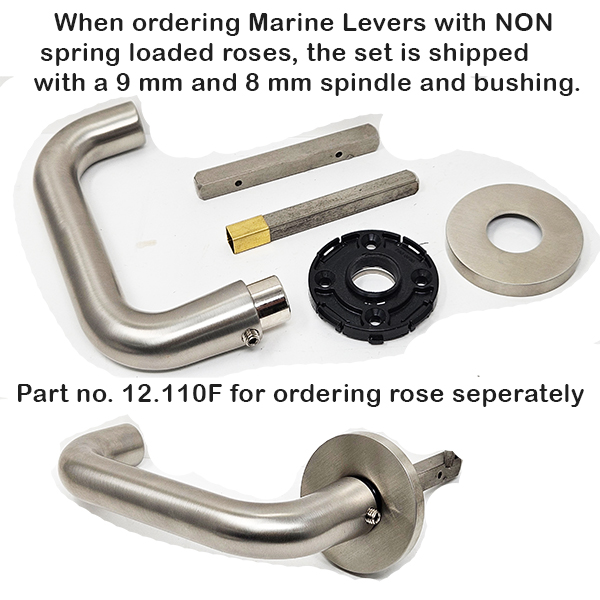 When ordering Marine Levers with NON
spring loaded roses, the set is shipped
with a 9 mm and 8 mm spindle and bushing.
Part no. 12.110F for ordering rose seperately